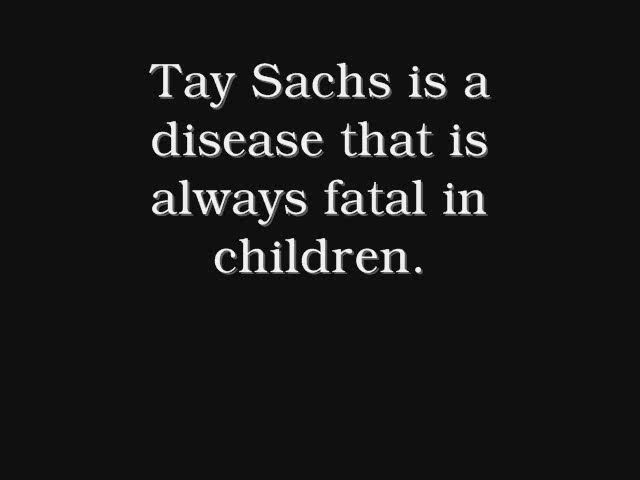 Tay Sachs is a
disease that is
always fatal in
children.